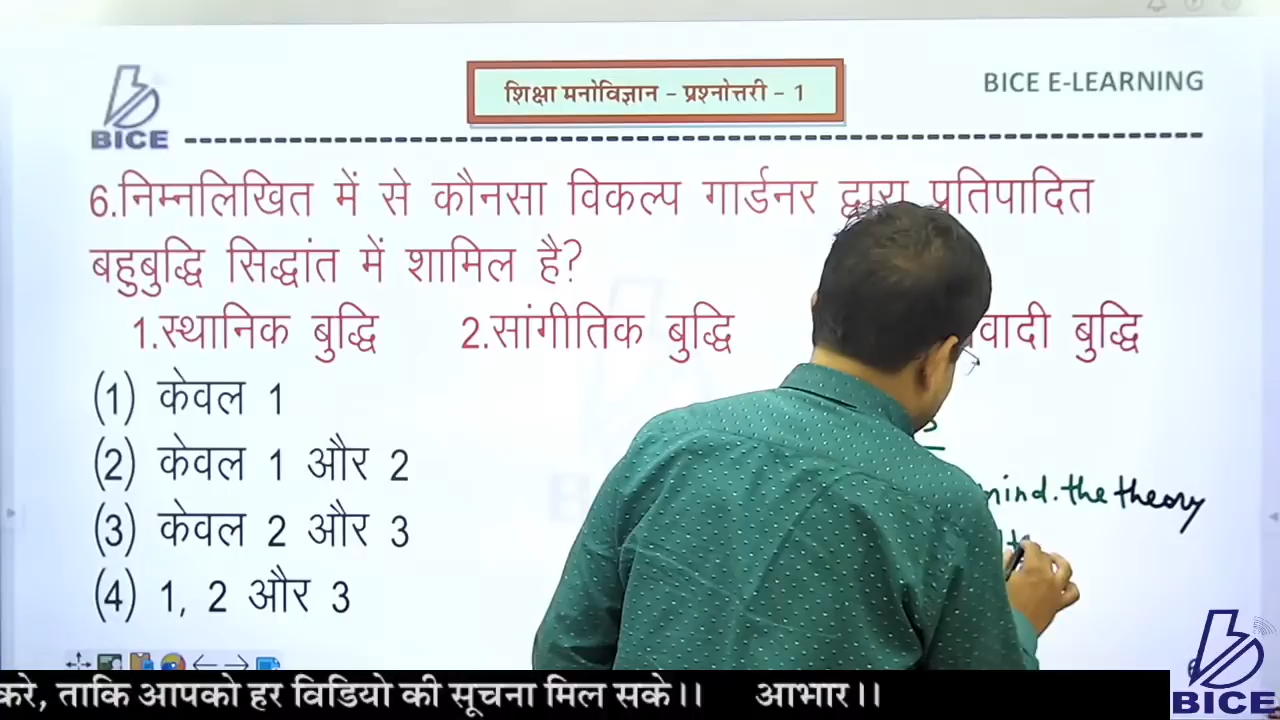 BICE
शिक्षा मनोविज्ञान – प्रश्नोत्तरी – 1
BICE E-LEARNING
6.निम्नलिखित में से कौनसा विकल्प गार्डनर द्वारा प्रतिपादित
बहुबुद्धि सिद्धांत में शामिल है?
1.स्थानिक बुद्धि 2.सांगीतिक बुद्धि बुद्धि
(1) केवल 1
(2) केवल 1 और 2
(3) केवल 2 और 3
(4) 1, 2 और 3
mind. the theory
करे, ताकि आपको हर विडियो की सूचना मिल सके।। आभार।।
BICE